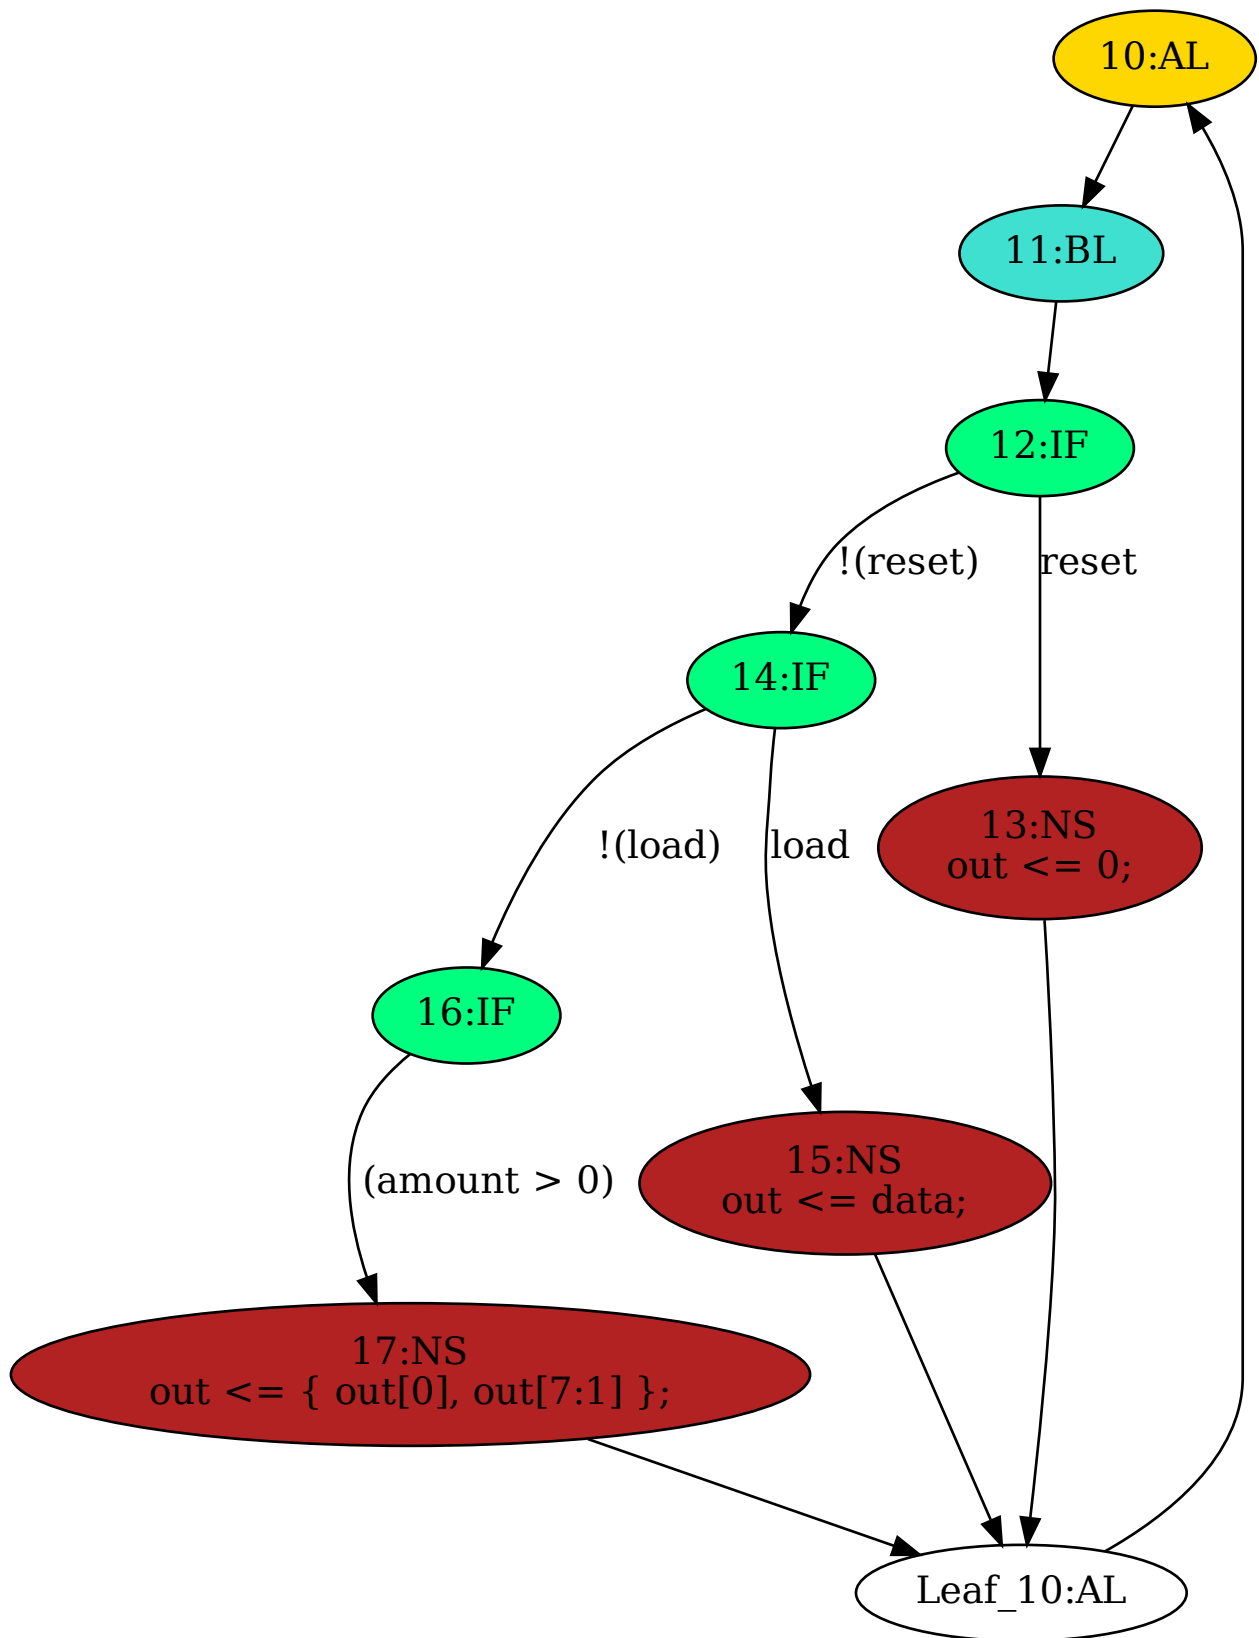 10:AL
11:BL
12:IF
!(reset)
reset
14:IF
13:NS
out <= 0;
!(load)
load
16:IF
15:NS
out <= data;
(amount > 0)
17:NS
out <= { out[0], out[7:1] };
Leaf_10:AL